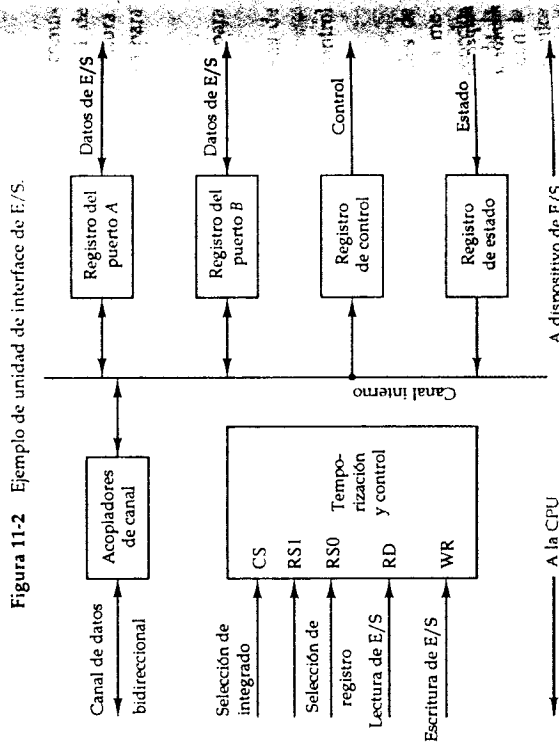 Figura 11-2 Ejemplo de unidad de interface de E/S.
Canal de datos
bidireccional
Acopladores
de canal
Selección de
integrado
Selección de
registro
Lectura de E/S
Escritura de E/S
CS
RS1
RS0
RD
WR
Tempo-
rización
y control
Canal interno
Registro del
puerto A
Datos de E/S
Registro del
puerto B
Datos de E/S
Registro
de control
Control
Registro
de estado
Estado
A la CPU
A dispositivo de E/S